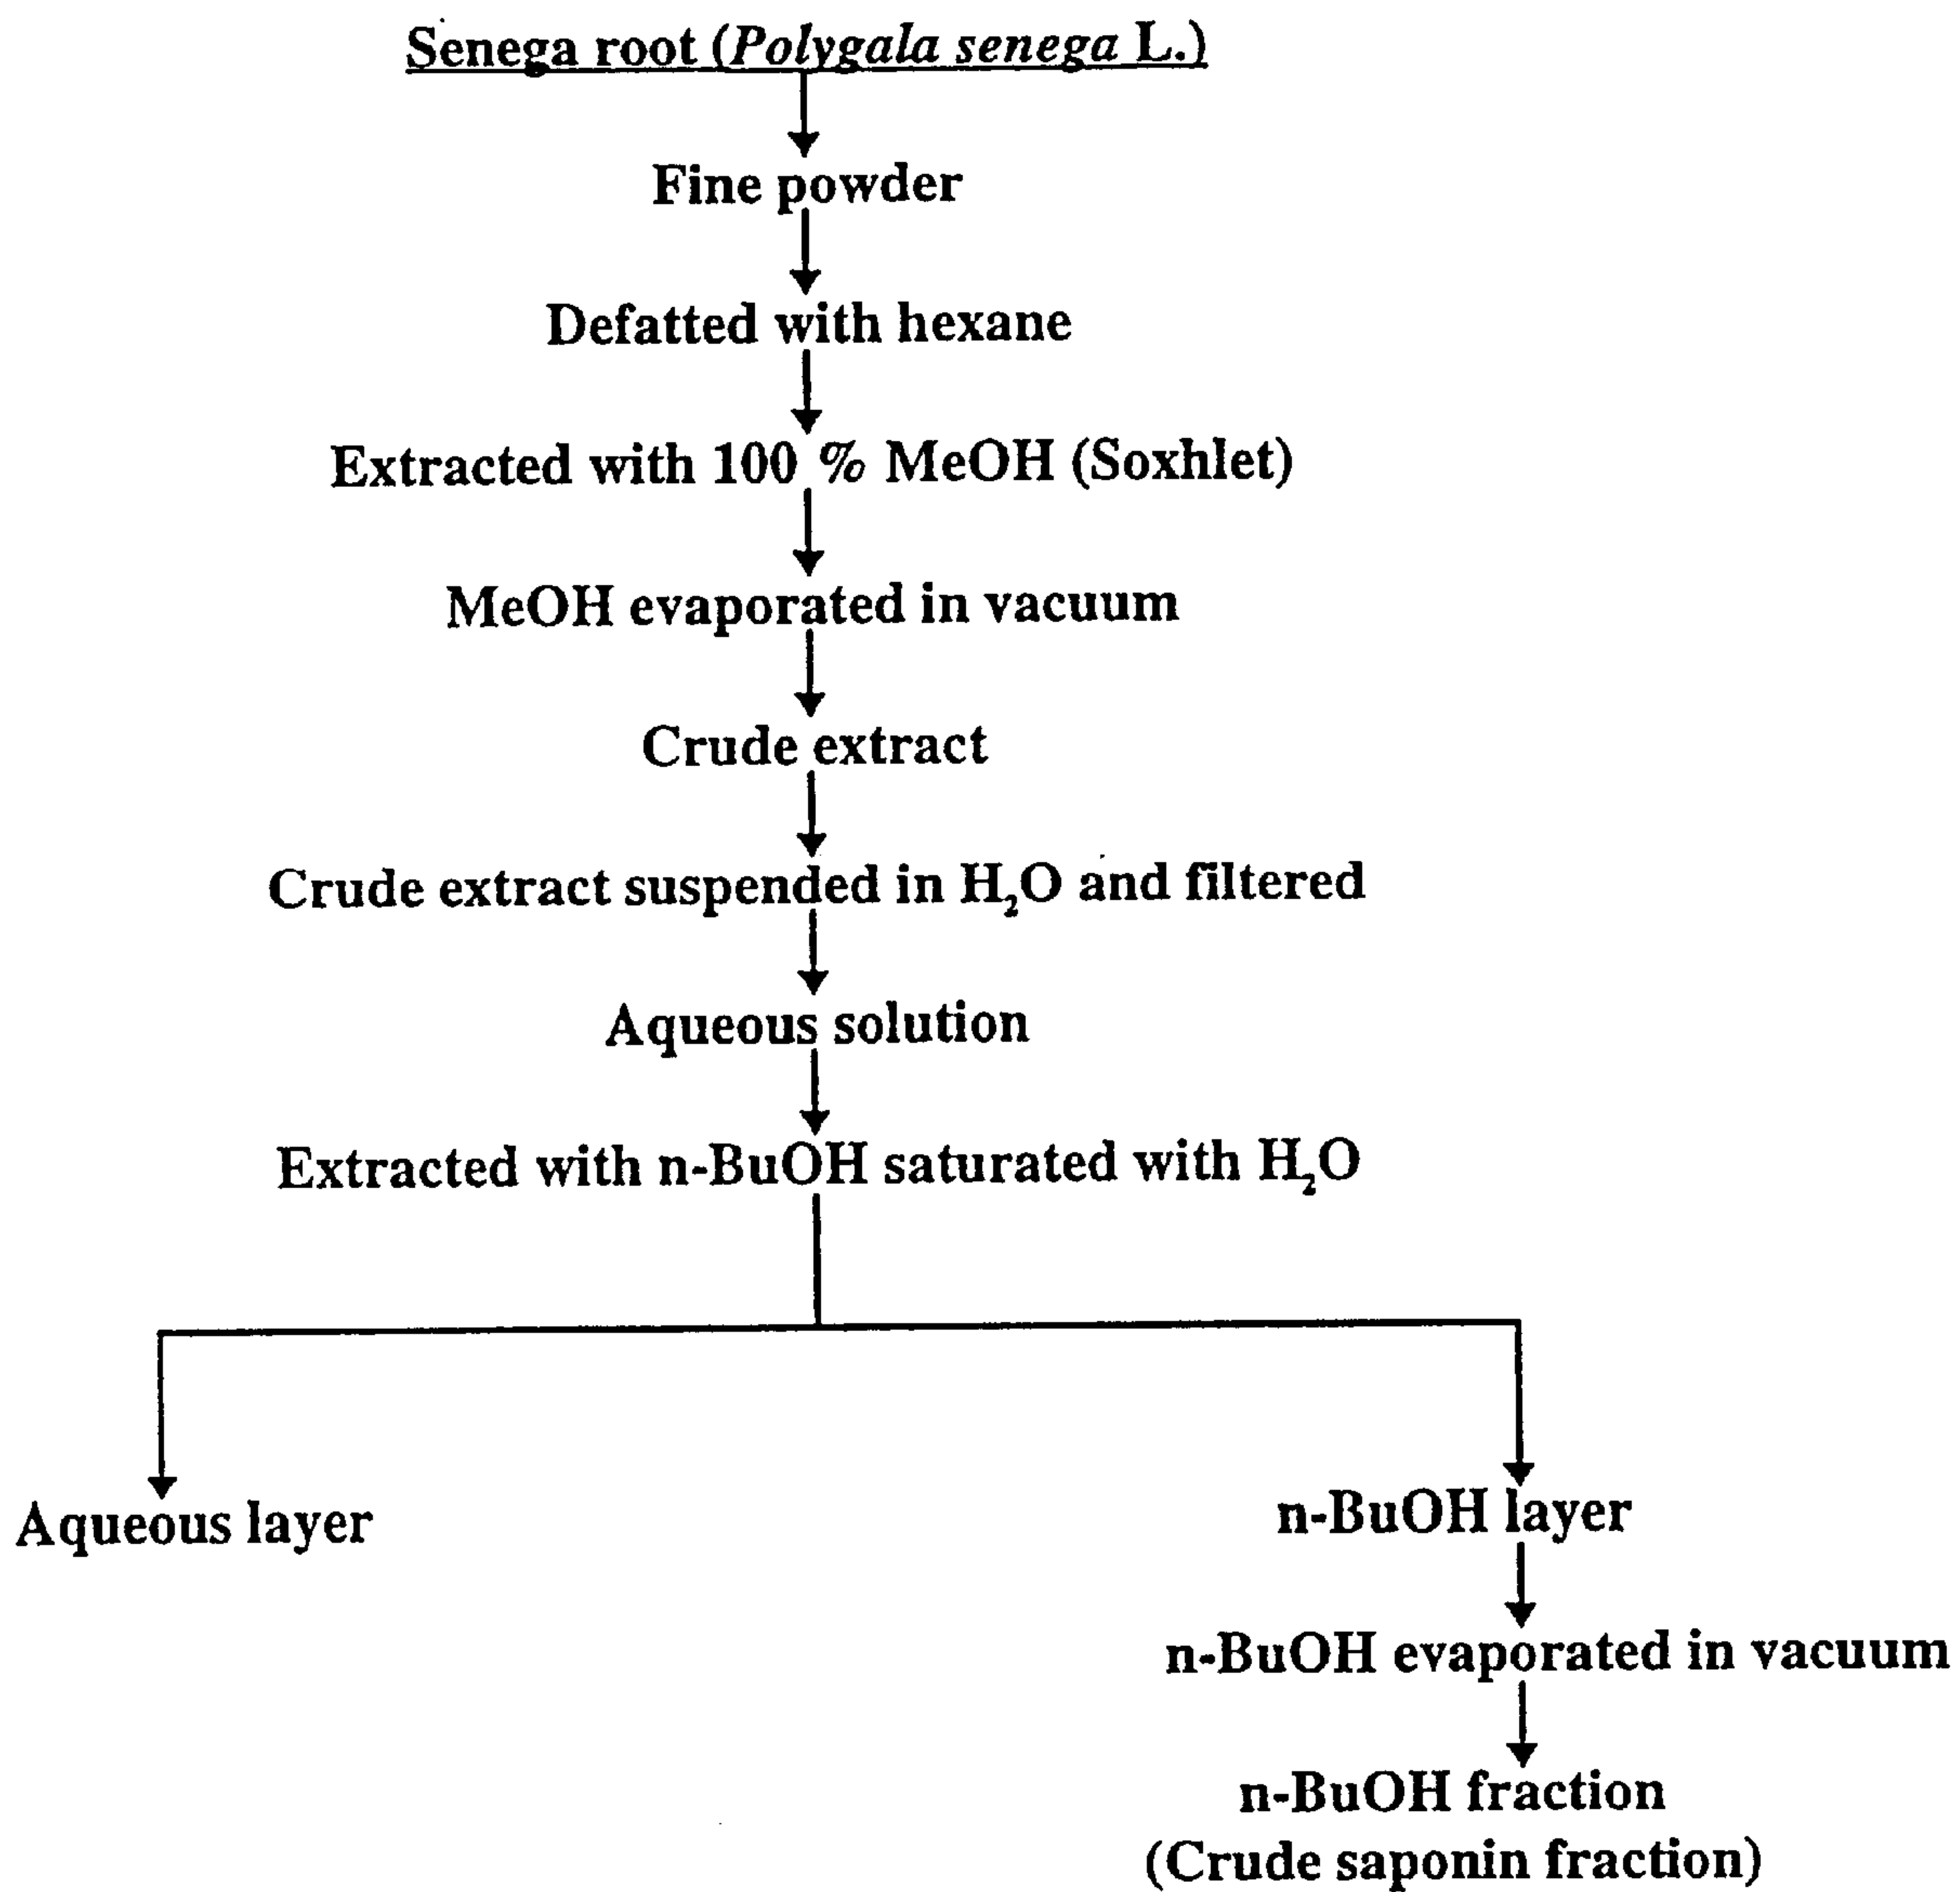 Senega root (Polygala senega L.)
Fine powder
Defatted with hexane
Extracted with 100 % MeOH (Soxhlet)
MeOH evaporated in vacuum
Crude extract
Crude extract suspended in H₂O and filtered
Aqueous solution
Extracted with n-BuOH saturated with H₂O
Aqueous layer
n-BuOH layer
n-BuOH evaporated in vacuum
n-BuOH fraction
(Crude saponin fraction)